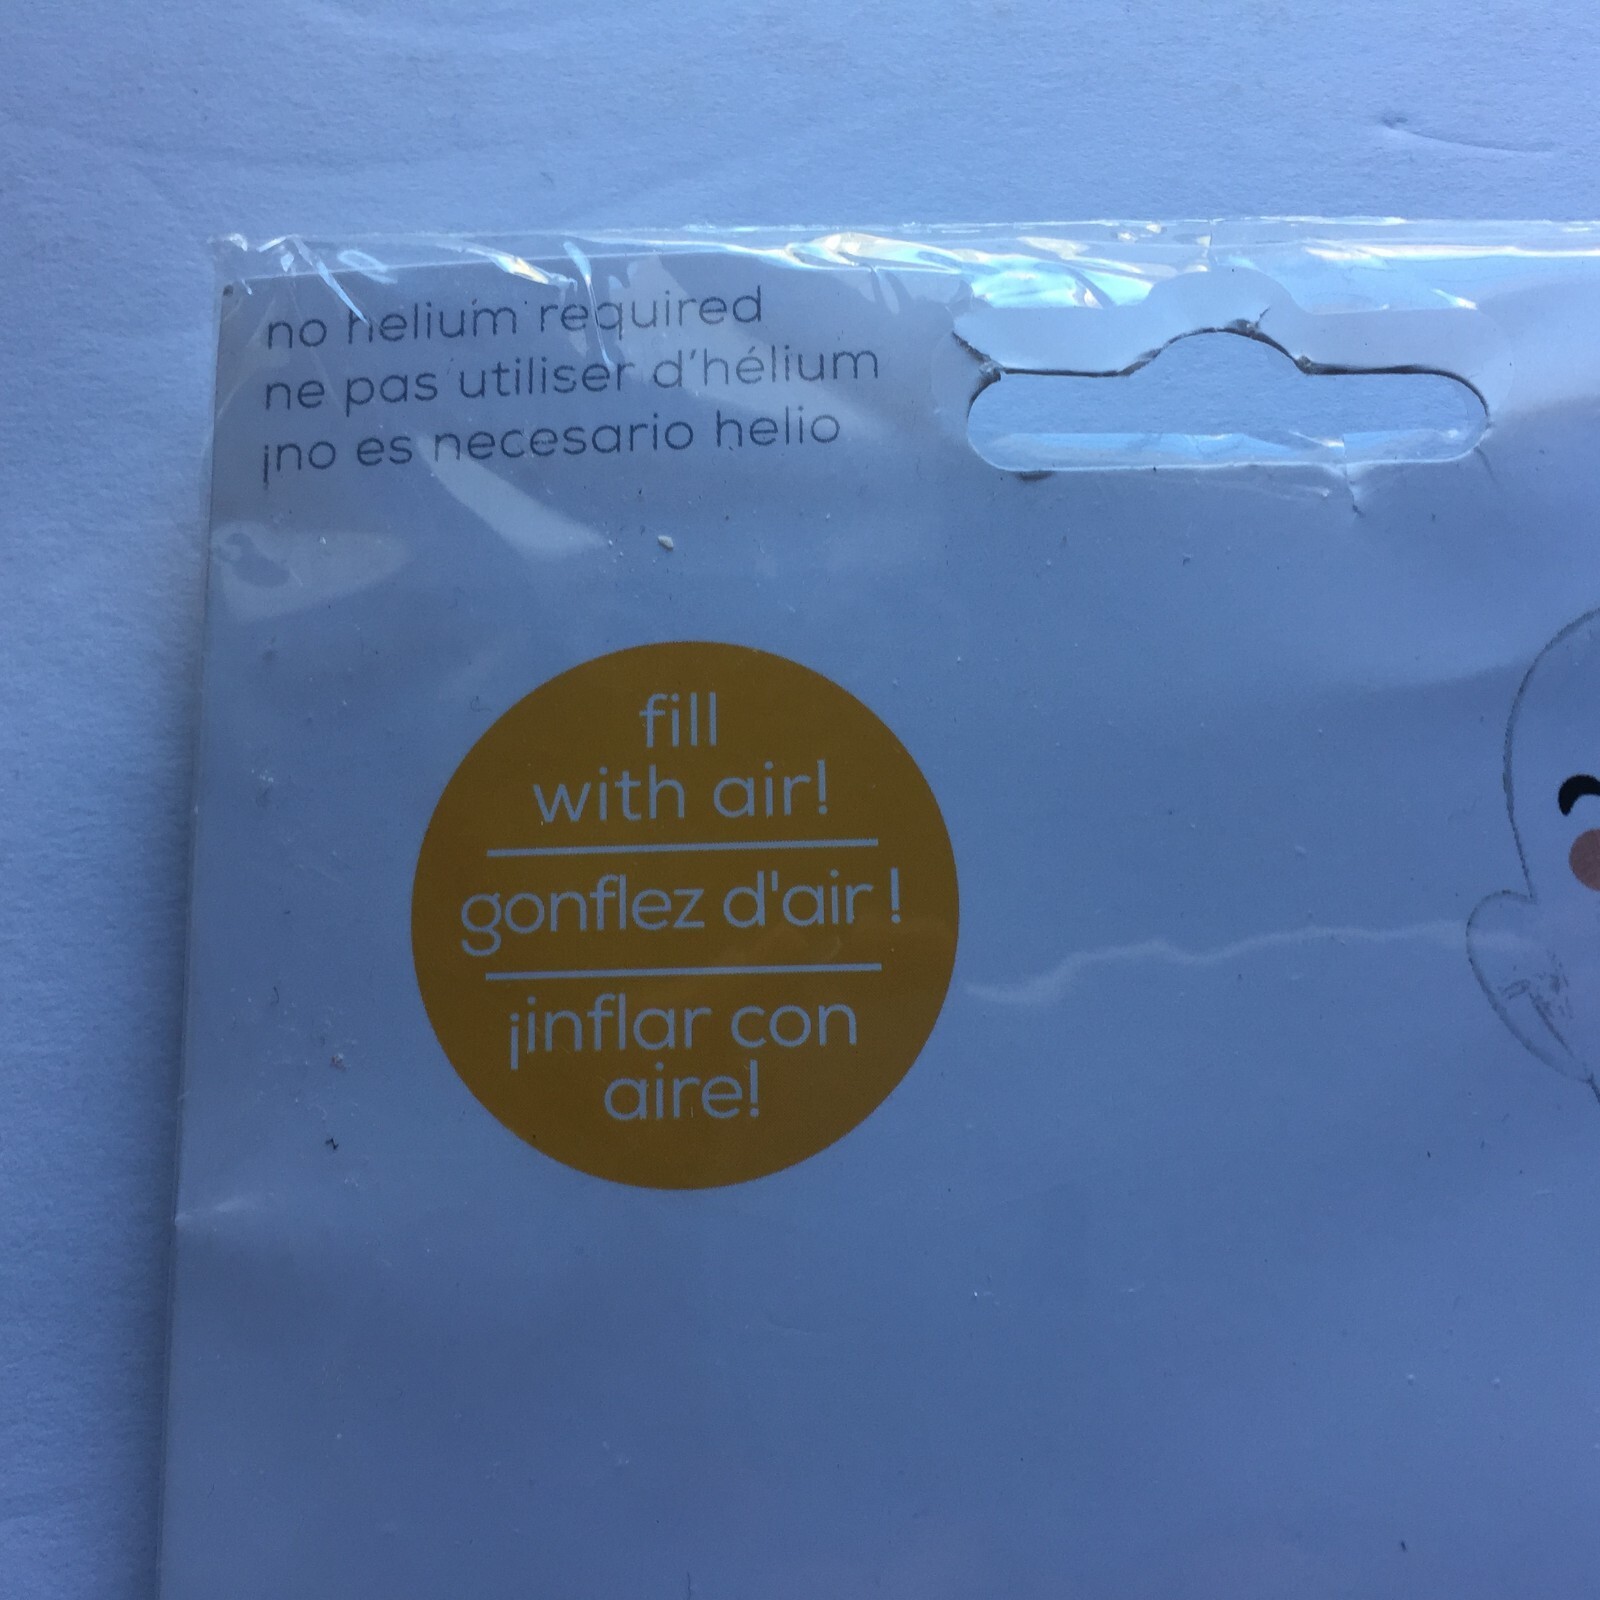 no helium required
ne pas utiliser d'hélium
¡no es necesario helio
fill
with air!
gonflez d'air !
¡inflar con
aire!